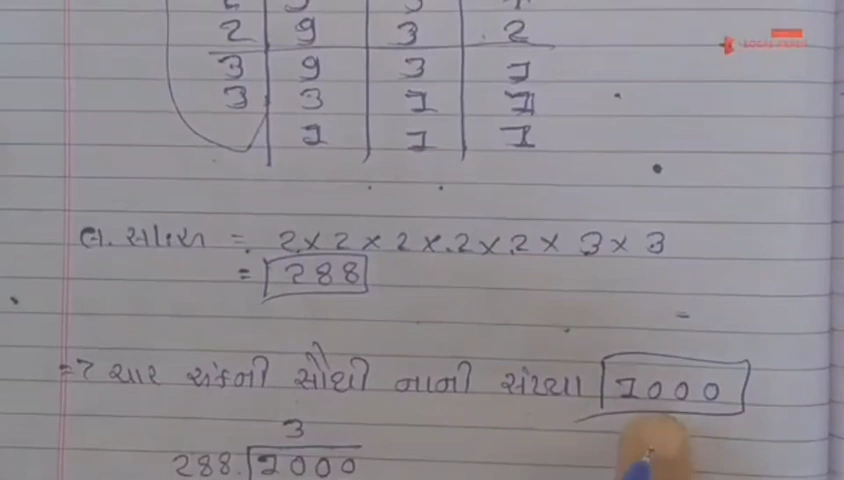 2 | 9 | 3 | 2
3 | 9 | 3 | 1
3 | 3 | 1 | 1
1 | 1 | 1
લ. સા.અ = 2 × 2 × 2 × 2 × 2 × 3 × 3
= 288
=> ચાર અંકની સૌથી નાની સંખ્યા 1000
3
288 1000